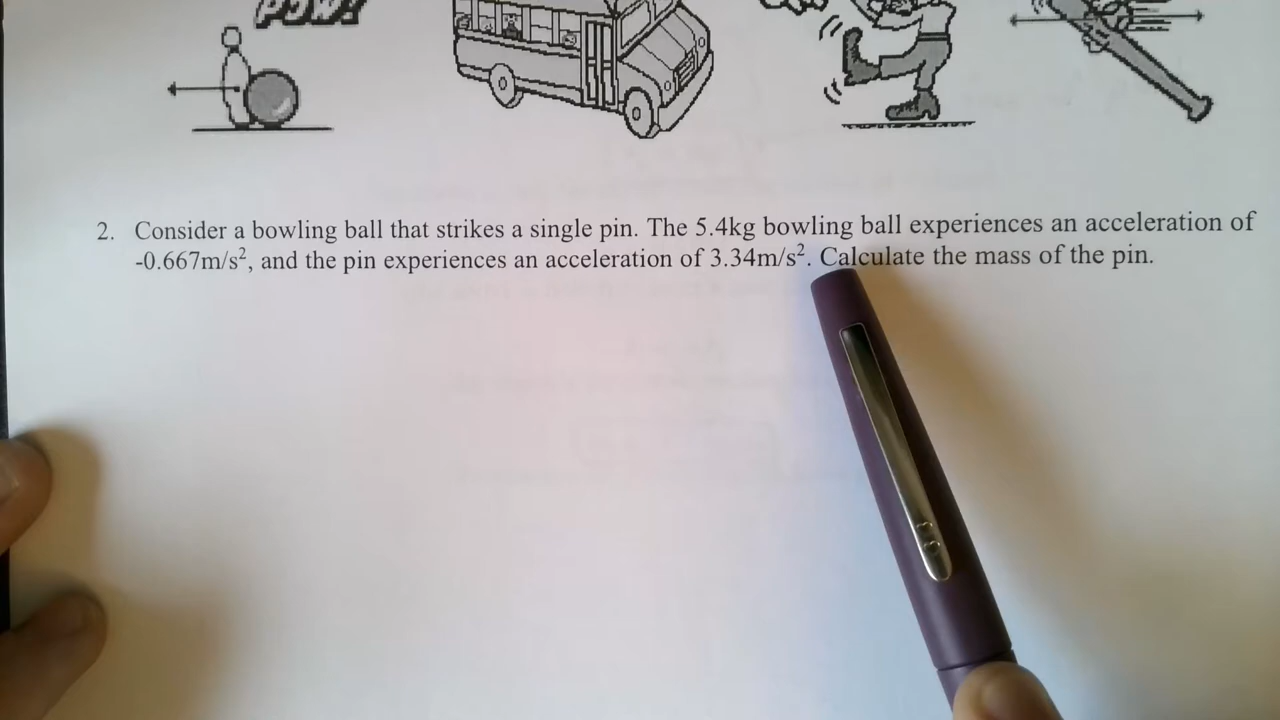 POW!
2. Consider a bowling ball that strikes a single pin. The 5.4kg bowling ball experiences an acceleration of
-0.667m/s², and the pin experiences an acceleration of 3.34m/s². Calculate the mass of the pin.